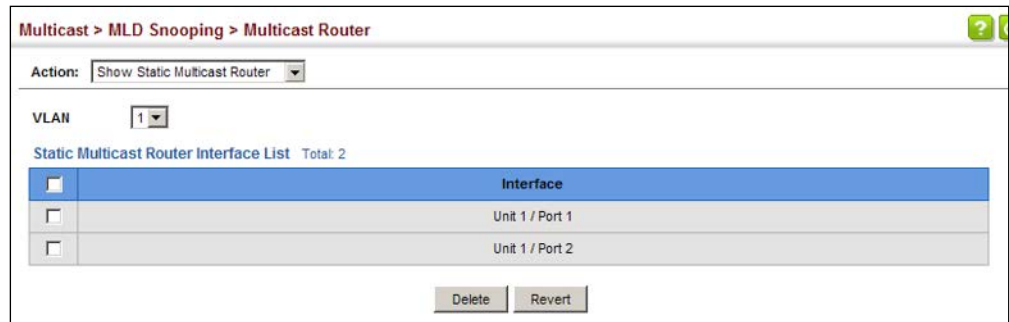 Multicast > MLD Snooping > Multicast Router
?
Action: Show Static Multicast Router
VLAN 1
Static Multicast Router Interface List Total: 2
Interface
Unit 1 / Port 1
Unit 1 / Port 2
Delete Revert